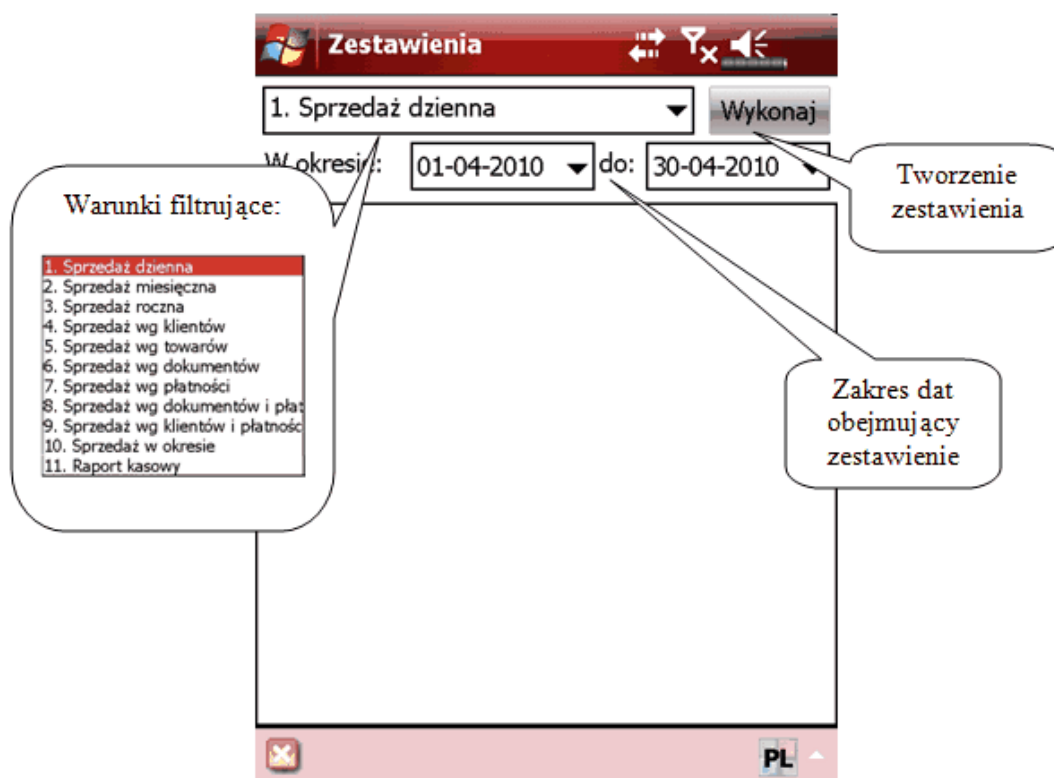 Zestawienia
1. Sprzedaż dzienna
Wykonaj
W okresie:
01-04-2010
do:
30-04-2010
Tworzenie
zestawienia
Warunki filtrujące:
1. Sprzedaż dzienna
2. Sprzedaż miesięczna
3. Sprzedaż roczna
4. Sprzedaż wg klientów
5. Sprzedaż wg towarów
6. Sprzedaż wg dokumentów
7. Sprzedaż wg płatności
8. Sprzedaż wg dokumentów i płat
9. Sprzedaż wg klientów i płatnośc
10. Sprzedaż w okresie
11. Raport kasowy
Zakres dat
obejmujący
zestawienie
PL